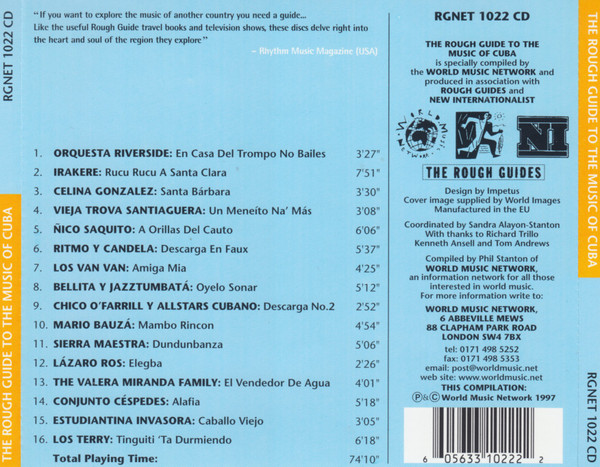 RGNET 1022 CD
THE ROUGH GUIDE TO THE MUSIC OF CUBA
"If you want to explore the music of another country you need a guide...
Like the useful Rough Guide travel books and television shows, these discs delve right into
the heart and soul of the region they explore"
– Rhythm Music Magazine (USA)
1. ORQUESTA RIVERSIDE: En Casa Del Trompo No Bailes 3'27"
2. IRAKERE: Rucu Rucu A Santa Clara 7'51"
3. CELINA GONZALEZ: Santa Bárbara 3'30"
4. VIEJA TROVA SANTIAGUERA: Un Meneíto Na' Más 3'08"
5. ÑICO SAQUITO: A Orillas Del Cauto 6'06"
6. RITMO Y CANDELA: Descarga En Faux 5'37"
7. LOS VAN VAN: Amiga Mia 4'25"
8. BELLITA Y JAZZTUMBATÁ: Oyelo Sonar 5'12"
9. CHICO O'FARRILL Y ALLSTARS CUBANO: Descarga No.2 2'52"
10. MARIO BAUZÁ: Mambo Rincon 4'54"
11. SIERRA MAESTRA: Dundunbanza 5'06"
12. LÁZARO ROS: Elegba 2'26"
13. THE VALERA MIRANDA FAMILY: El Vendedor De Agua 4'01"
14. CONJUNTO CÉSPEDES: Alafia 5'18"
15. ESTUDIANTINA INVASORA: Caballo Viejo 3'05"
16. LOS TERRY: Tinguiti 'Ta Durmiendo 6'18"
Total Playing Time: 74'10"
RGNET 1022 CD
THE ROUGH GUIDE TO THE
MUSIC OF CUBA
is specially compiled by
the WORLD MUSIC NETWORK and
produced in association with
ROUGH GUIDES and
NEW INTERNATIONALIST
WORLD MUSIC NETWORK
NI
THE ROUGH GUIDES
Design by Impetus
Cover image supplied by World Images
Manufactured in the EU
Coordinated by Sandra Alayon-Stanton
With thanks to Richard Trillo
Kenneth Ansell and Tom Andrews
Compiled by Phil Stanton of
WORLD MUSIC NETWORK,
an information network for all those
interested in world music.
For more information write to:
WORLD MUSIC NETWORK,
6 ABBEVILLE MEWS
88 CLAPHAM PARK ROAD
LONDON SW4 7BX
tel: 0171 498 5252
fax: 0171 498 5353
email: post@worldmusic.net
web site: www.worldmusic.net
THIS COMPILATION:
℗&© World Music Network 1997
6 05633 10222 2
THE ROUGH GUIDE TO THE MUSIC OF CUBA
RGNET 1022 CD